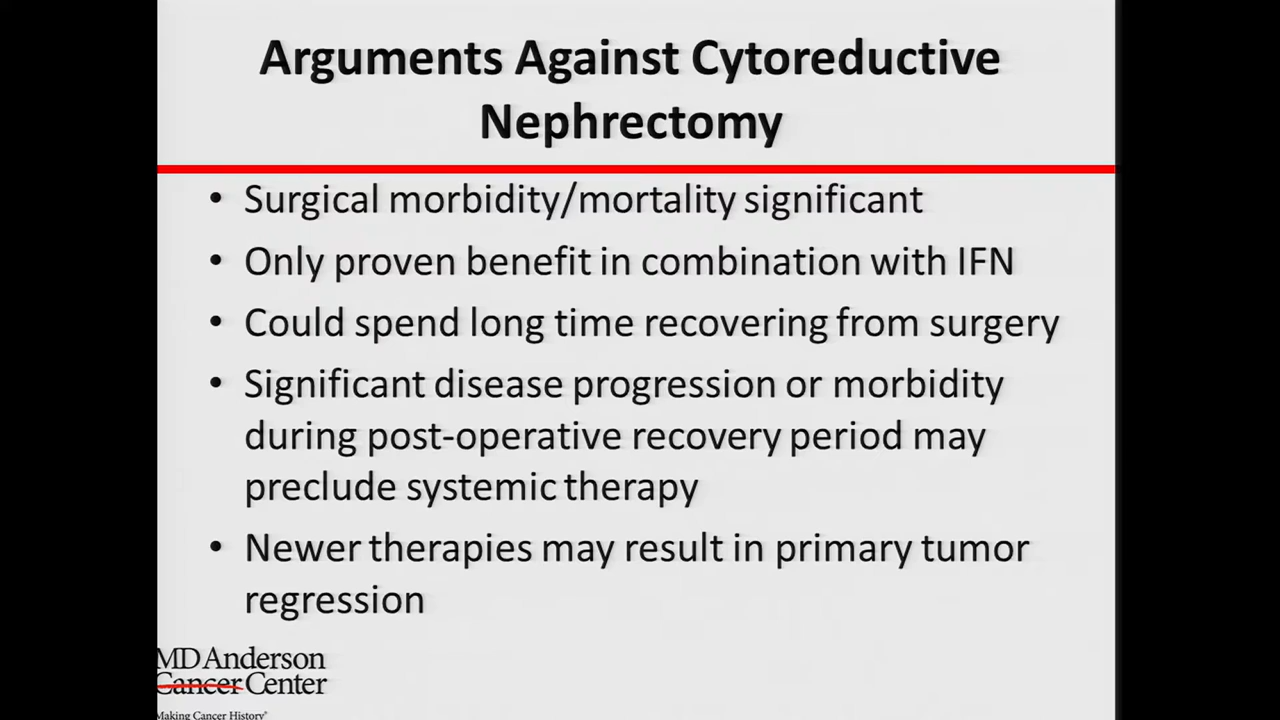 Arguments Against Cytoreductive
Nephrectomy
• Surgical morbidity/mortality significant
• Only proven benefit in combination with IFN
• Could spend long time recovering from surgery
• Significant disease progression or morbidity
during post-operative recovery period may
preclude systemic therapy
• Newer therapies may result in primary tumor
regression
MD Anderson
Cancer Center
Making Cancer History®